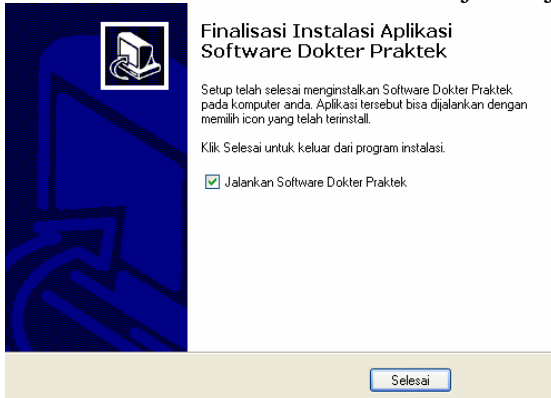 Finalisasi Instalasi Aplikasi
Software Dokter Praktek
Setup telah selesai menginstalkan Software Dokter Praktek
pada komputer anda. Aplikasi tersebut bisa dijalankan dengan
memilih icon yang telah terinstall.
Klik Selesai untuk keluar dari program instalasi.
Jalankan Software Dokter Praktek
Selesai